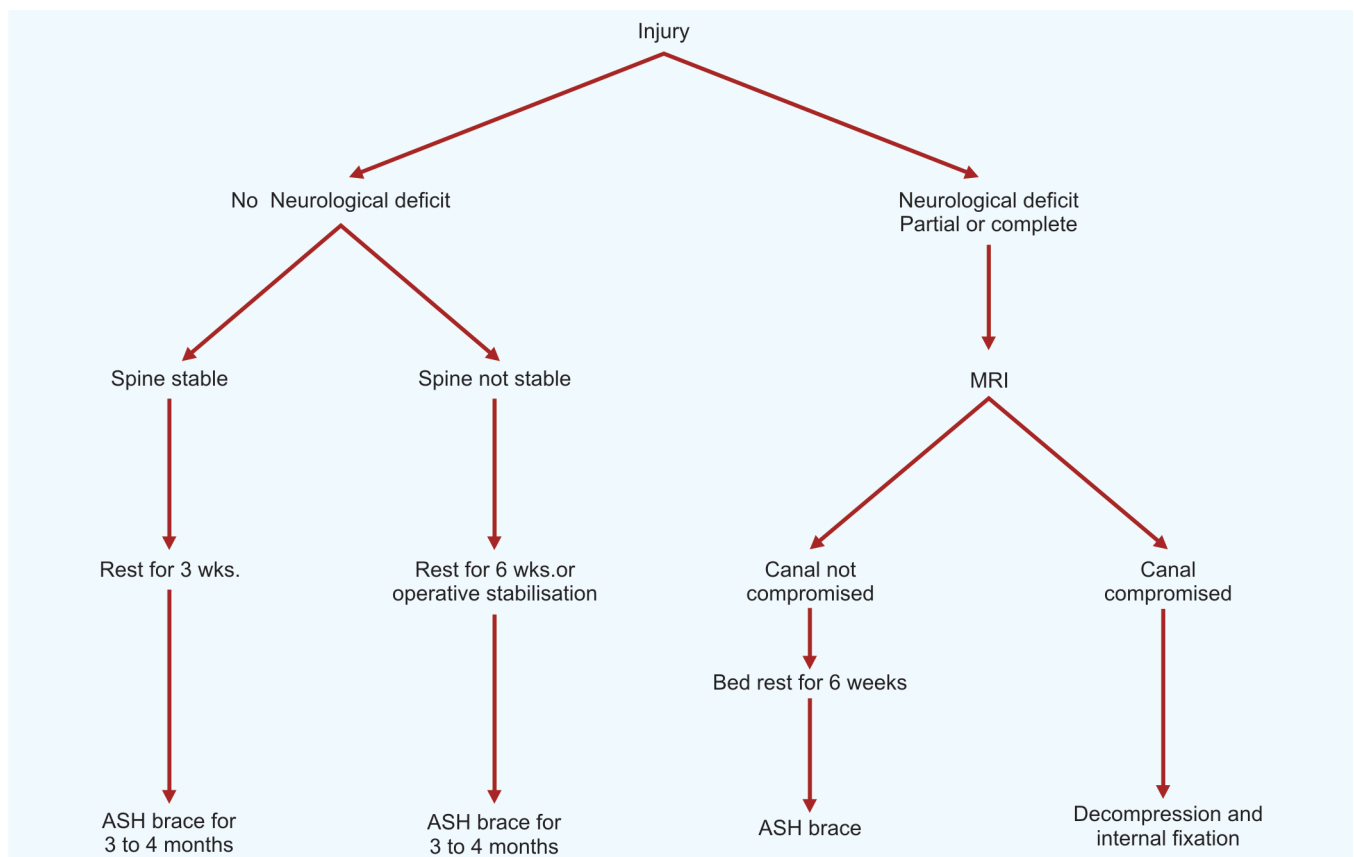 Injury
No Neurological deficit
Neurological deficit
Partial or complete
Spine stable
Spine not stable
MRI
Rest for 3 wks.
Rest for 6 wks.or
operative stabilisation
Canal not
compromised
Canal
compromised
Bed rest for 6 weeks
ASH brace for
3 to 4 months
ASH brace for
3 to 4 months
ASH brace
Decompression and
internal fixation